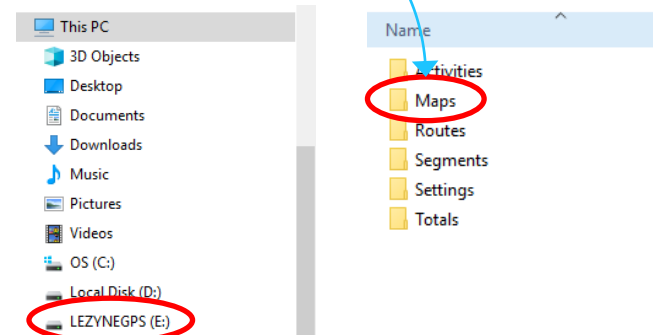 This PC
3D Objects
Desktop
Documents
Downloads
Music
Pictures
Videos
OS (C:)
Local Disk (D:)
LEZYNEGPS (E:)
Name
Activities
Maps
Routes
Segments
Settings
Totals